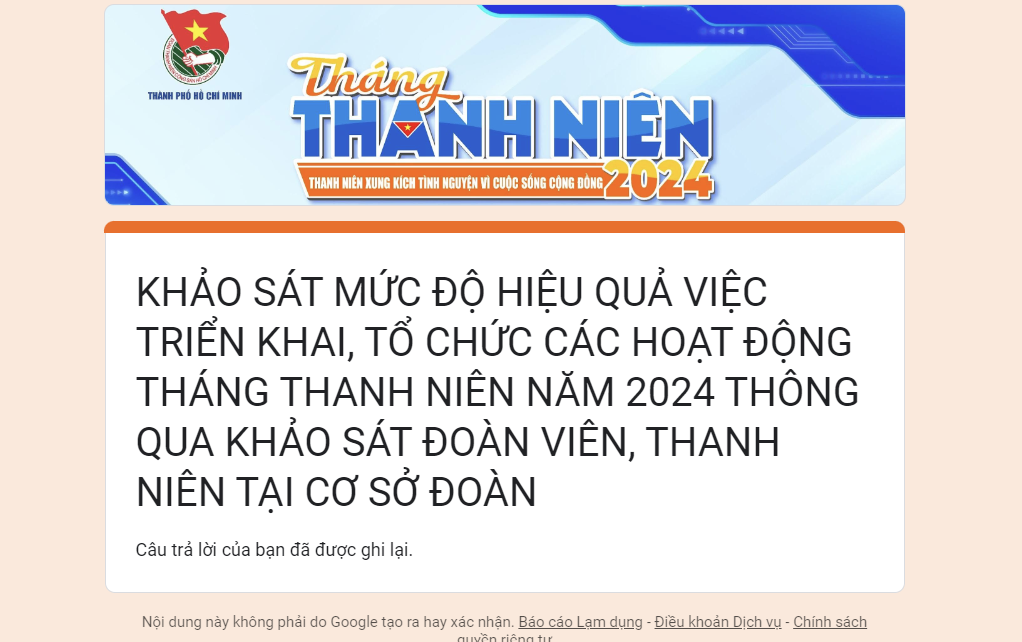 THÀNH PHỐ HỒ CHÍ MINH
Tháng
THANH NIÊN
THANH NIÊN XUNG KÍCH TÌNH NGUYỆN VÌ CUỘC SỐNG CỘNG ĐỒNG 2024
KHẢO SÁT MỨC ĐỘ HIỆU QUẢ VIỆC
TRIỂN KHAI, TỔ CHỨC CÁC HOẠT ĐỘNG
THÁNG THANH NIÊN NĂM 2024 THÔNG
QUA KHẢO SÁT ĐOÀN VIÊN, THANH
NIÊN TẠI CƠ SỞ ĐOÀN
Câu trả lời của bạn đã được ghi lại.
Nội dung này không phải do Google tạo ra hay xác nhận. Báo cáo Lạm dụng - Điều khoản Dịch vụ - Chính sách
quyền riêng tư